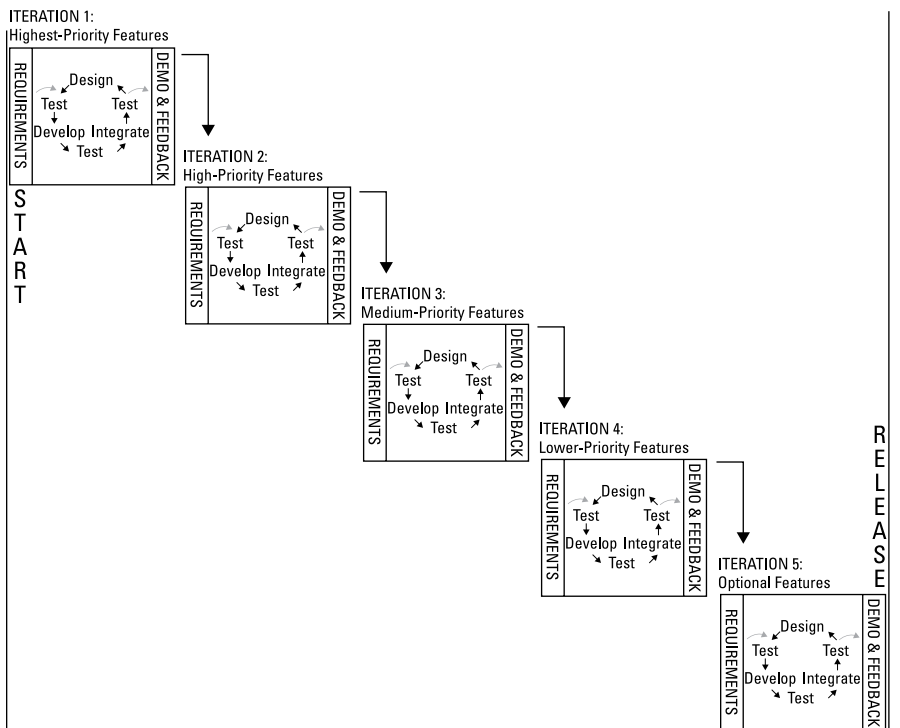 ITERATION 1:
Highest-Priority Features
REQUIREMENTS
Design
Test Test
Develop Integrate
Test
DEMO & FEEDBACK
START
ITERATION 2:
High-Priority Features
REQUIREMENTS
Design
Test Test
Develop Integrate
Test
DEMO & FEEDBACK
ITERATION 3:
Medium-Priority Features
REQUIREMENTS
Design
Test Test
Develop Integrate
Test
DEMO & FEEDBACK
ITERATION 4:
Lower-Priority Features
REQUIREMENTS
Design
Test Test
Develop Integrate
Test
DEMO & FEEDBACK
RELEASE
ITERATION 5:
Optional Features
REQUIREMENTS
Design
Test Test
Develop Integrate
Test
DEMO & FEEDBACK